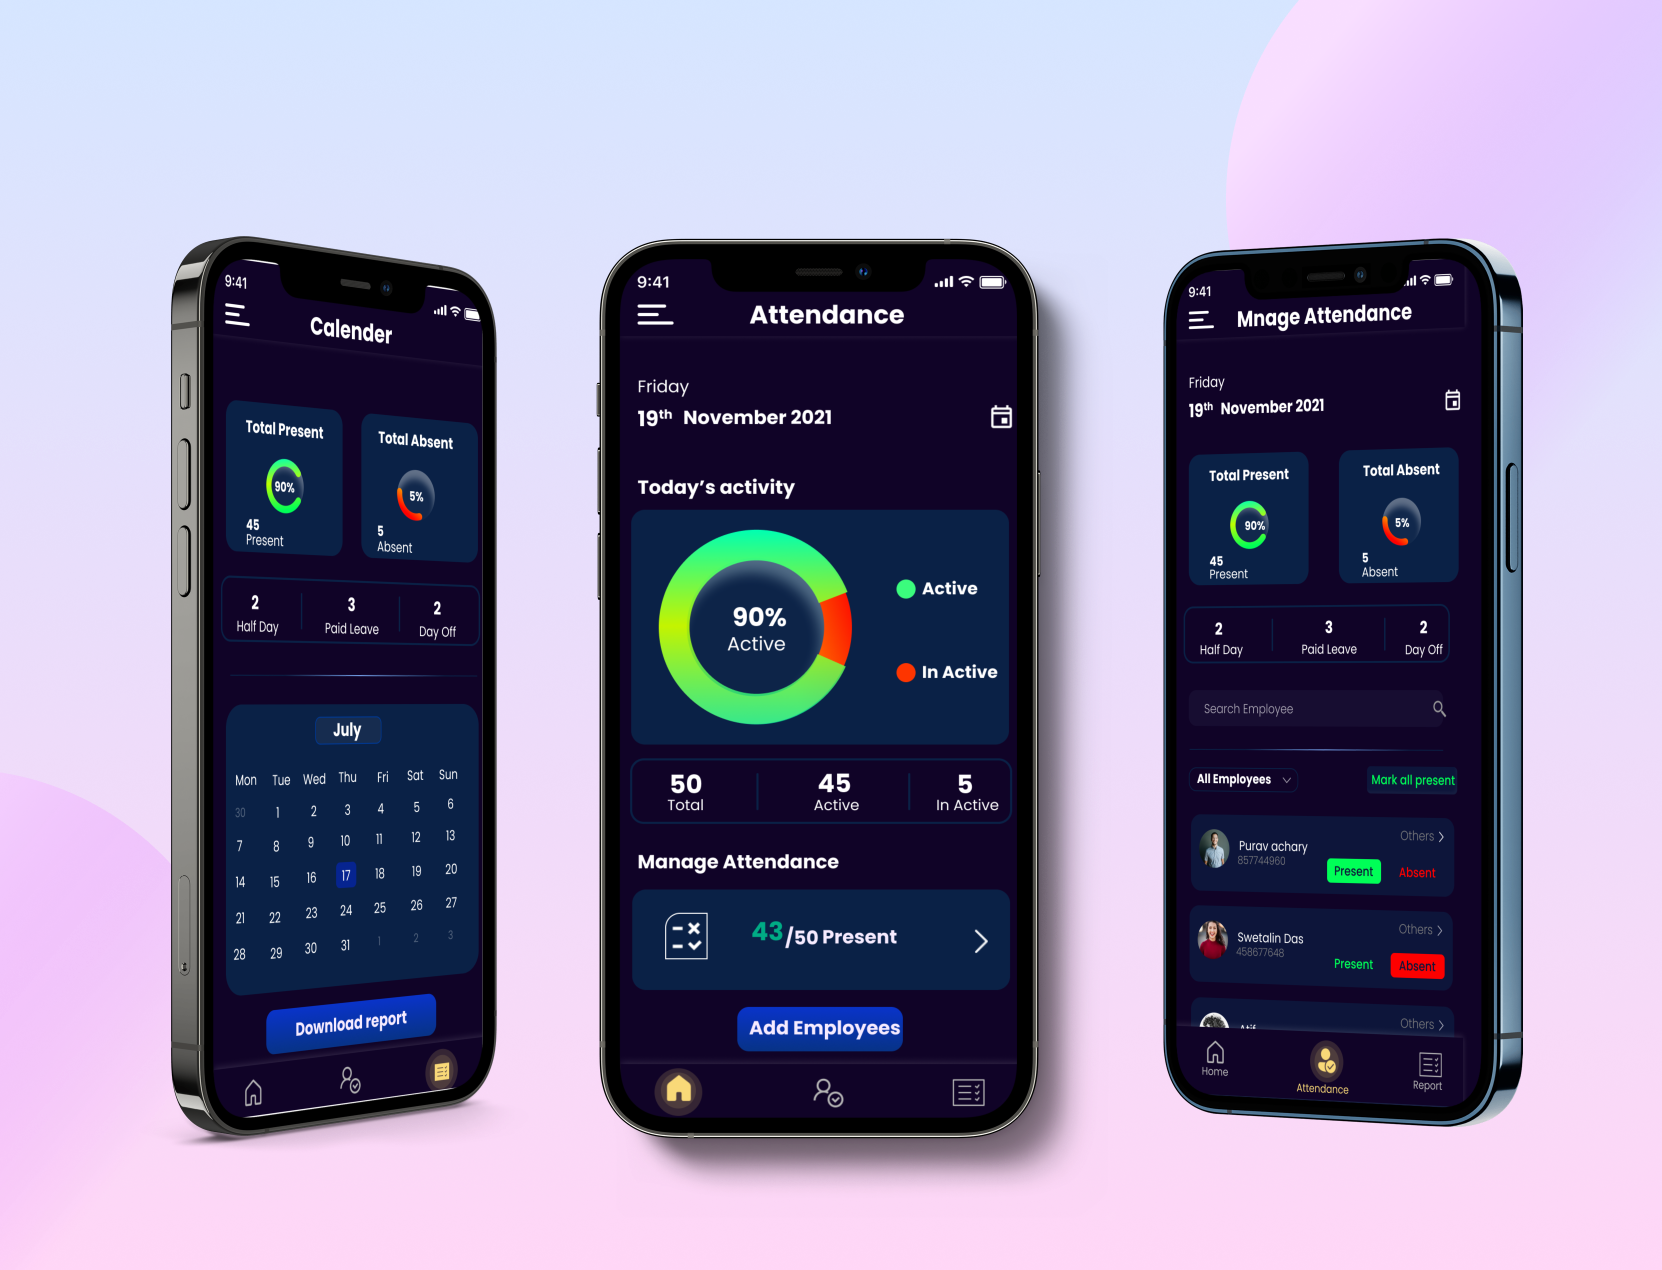 9:41
Calender
Total Present
90%
45
Present
Total Absent
5%
5
Absent
2
Half Day
3
Paid Leave
2
Day Off
July
Mon Tue Wed Thu Fri Sat Sun
30 1 2 3 4 5 6
7 8 9 10 11 12 13
14 15 16 17 18 19 20
21 22 23 24 25 26 27
28 29 30 31 1 2 3
Download report
9:41
Attendance
Friday
19th November 2021
Today's activity
90%
Active
Active
In Active
50
Total
45
Active
5
In Active
Manage Attendance
43/50 Present
Add Employees
9:41
Mnage Attendance
Friday
19th November 2021
Total Present
90%
45
Present
Total Absent
5%
5
Absent
2
Half Day
3
Paid Leave
2
Day Off
Search Employee
All Employees
Mark all present
Others
Purav achary
857744960
Present Absent
Others
Swetalin Das
458677648
Present Absent
Others
Home
Attendance
Report